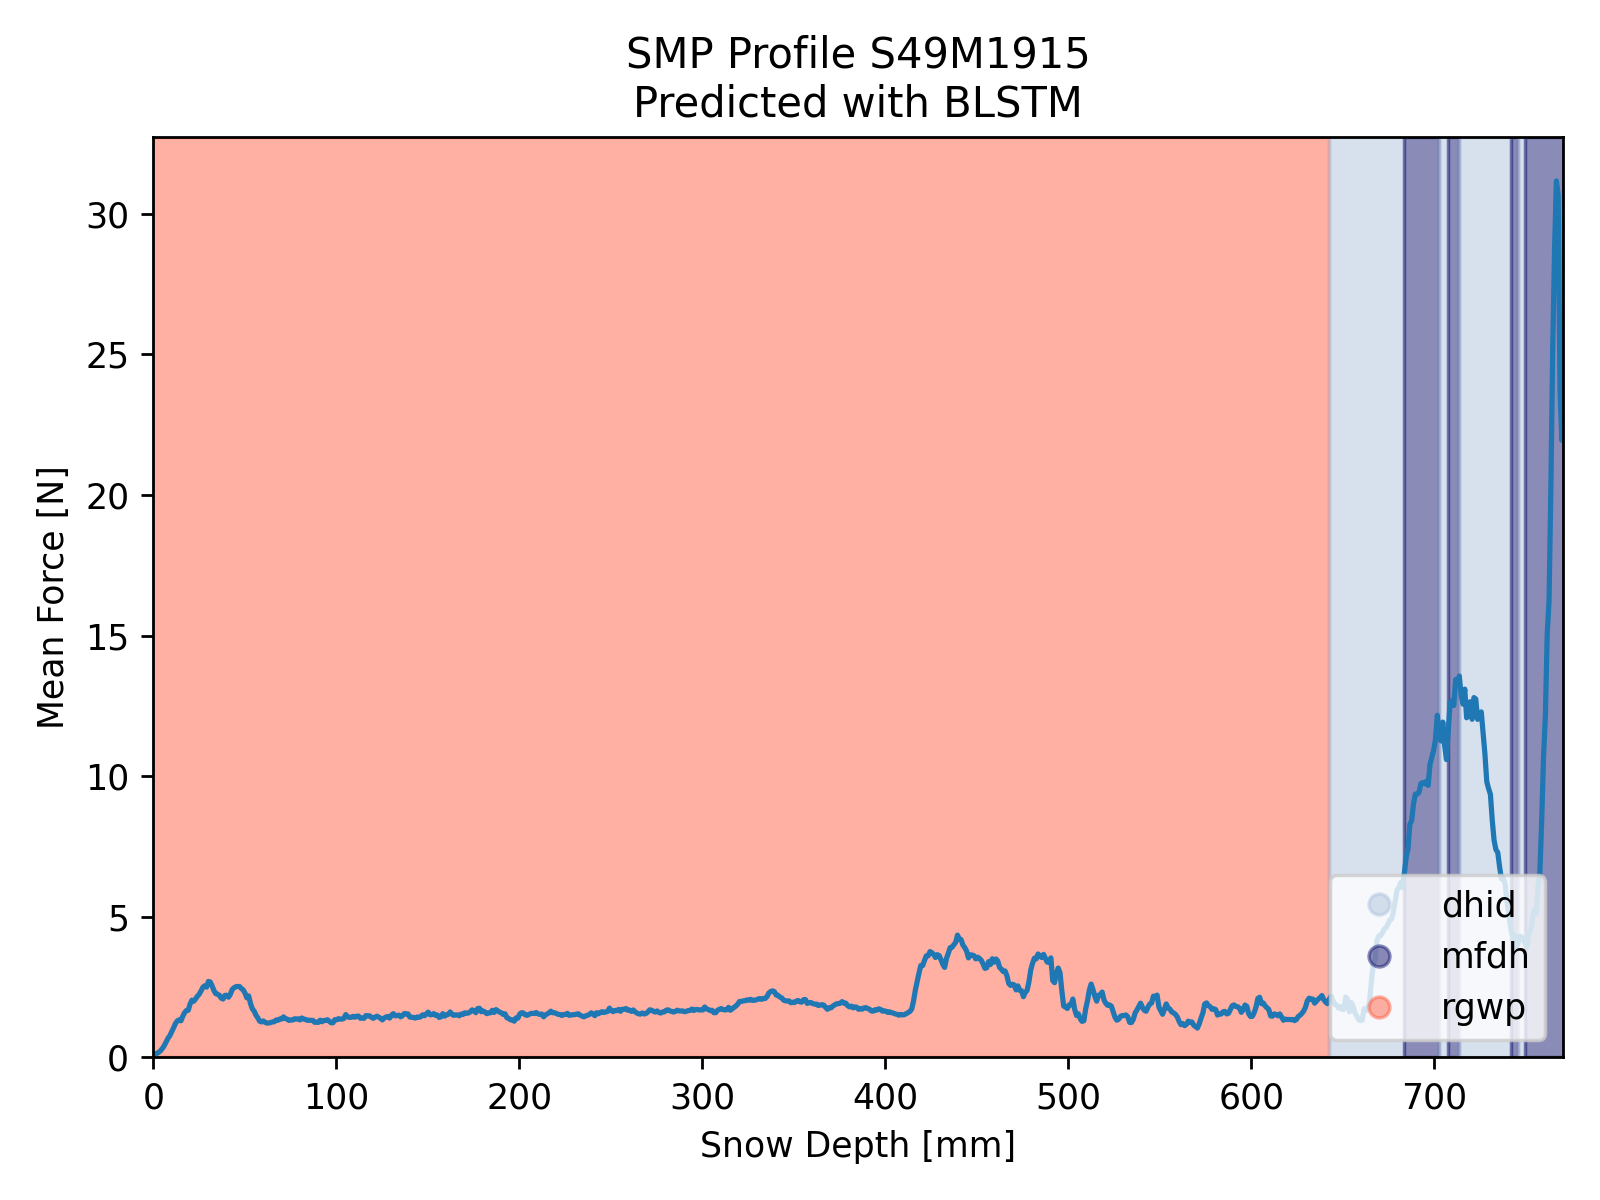 SMP Profile S49M1915
Predicted with BLSTM
Mean Force [N]
30
25
20
15
10
5
0
0 100 200 300 400 500 600 700
Snow Depth [mm]
dhid
mfdh
rgwp